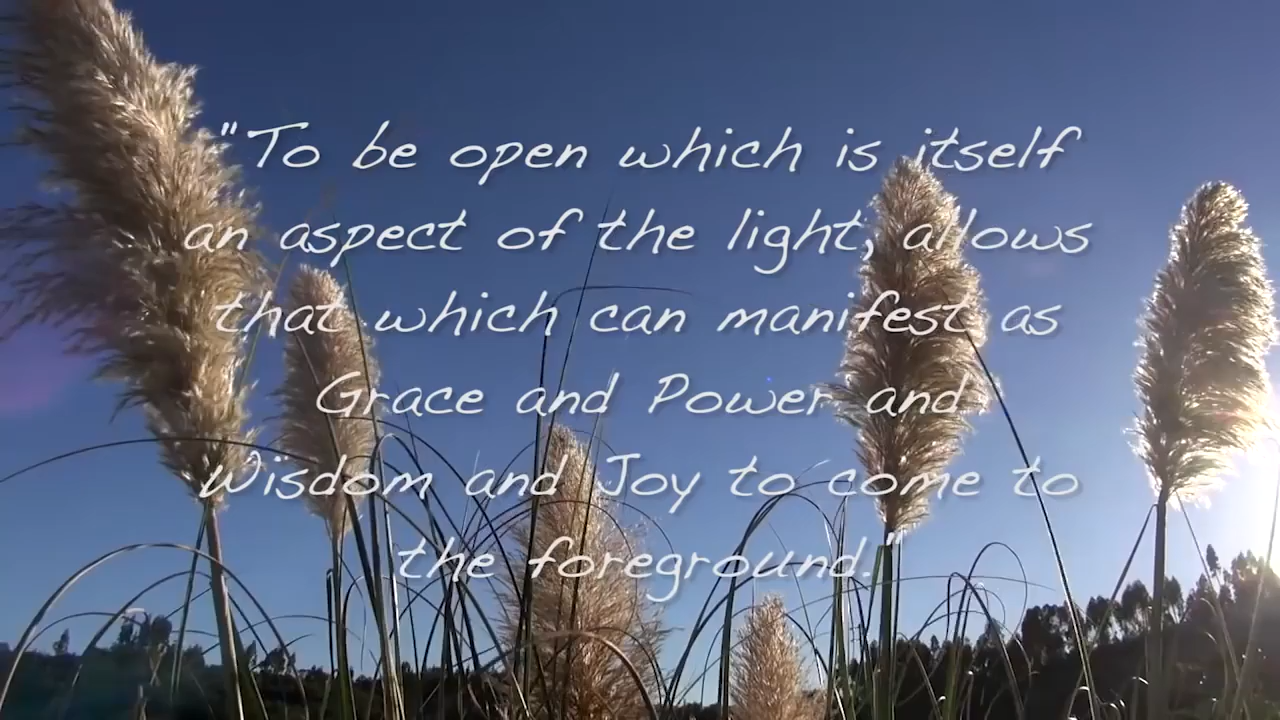 "To be open which is itself
an aspect of the light, allows
that which can manifest as
Grace and Power and
Wisdom and Joy to come to
the foreground."